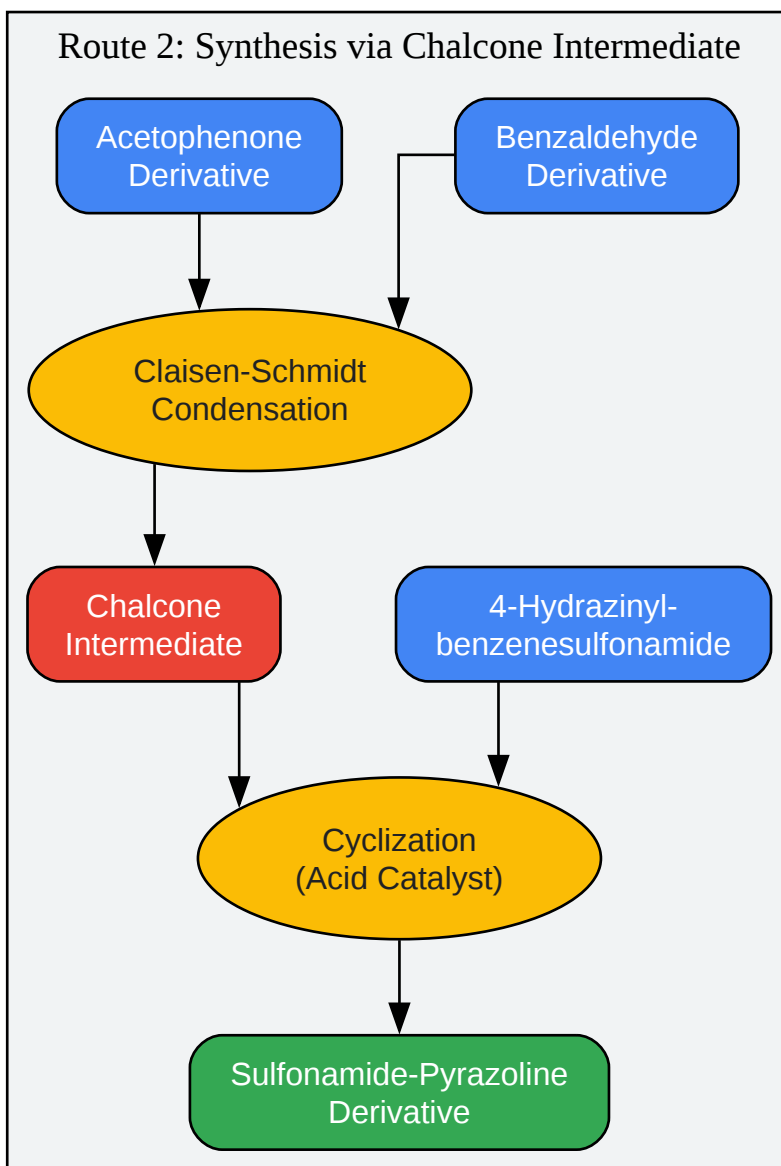 Route 2: Synthesis via Chalcone Intermediate
Acetophenone
Derivative
Benzaldehyde
Derivative
Claisen-Schmidt
Condensation
Chalcone
Intermediate
4-Hydrazinyl-
benzenesulfonamide
Cyclization
(Acid Catalyst)
Sulfonamide-Pyrazoline
Derivative